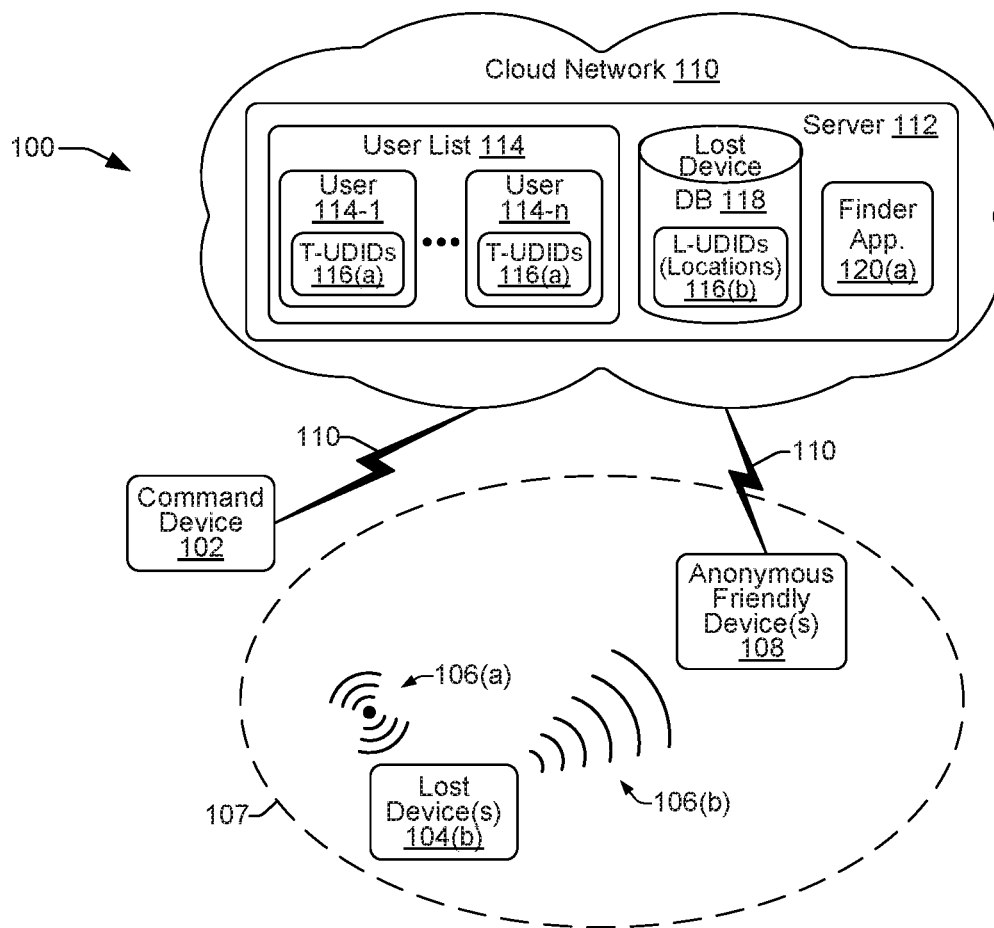 Cloud Network 110
100
Server 112
User List 114
User
114-1
T-UDIDs
116(a)
User
114-n
T-UDIDs
116(a)
Lost
Device
DB 118
L-UDIDs
(Locations)
116(b)
Finder
App.
120(a)
110
110
Command
Device
102
Anonymous
Friendly
Device(s)
108
106(a)
106(b)
Lost
Device(s)
104(b)
107